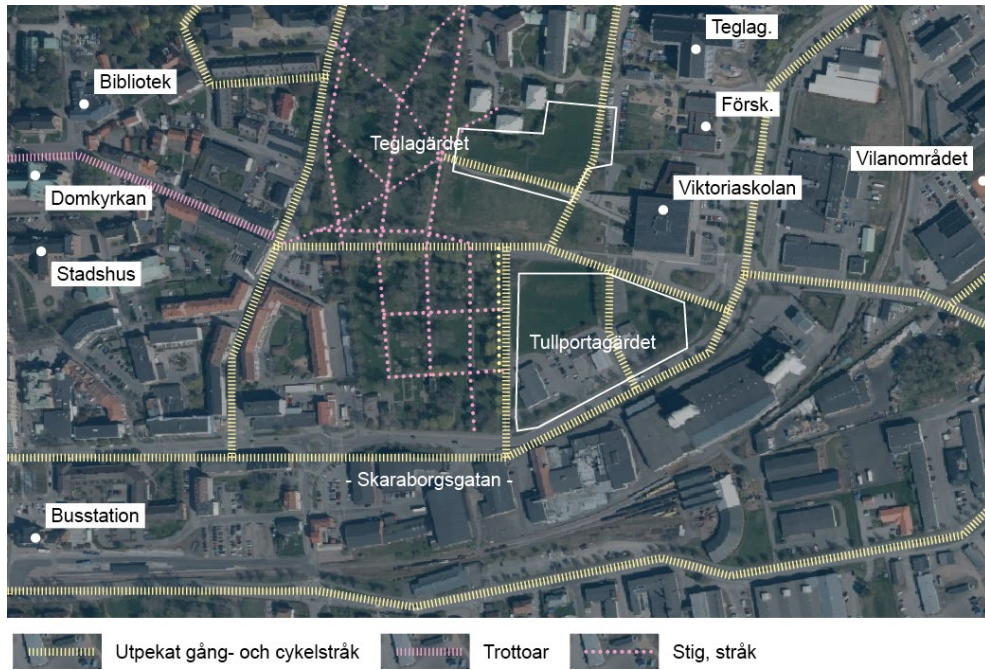 Teglag.
Bibliotek
Försk.
Teglagärdet
Vilanområdet
Domkyrkan
Viktoriaskolan
Stadshus
Tullportagärdet
- Skaraborgsgatan -
Busstation
Utpekat gång- och cykelstråk
Trottoar
Stig, stråk